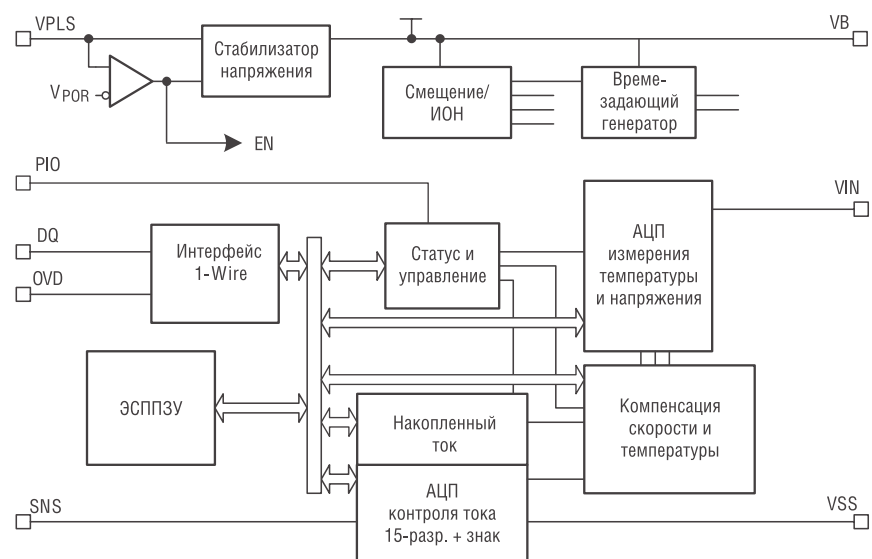 VPLS
VB
Стабилизатор
напряжения
VPOR
EN
Смещение/
ИОН
Време-
задающий
генератор
PIO
VIN
DQ
OVD
Интерфейс
1-Wire
Статус и
управление
АЦП
измерения
температуры
и напряжения
ЭСППЗУ
Накопленный
ток
Компенсация
скорости и
температуры
SNS
АЦП
контроля тока
15-разр. + знак
VSS